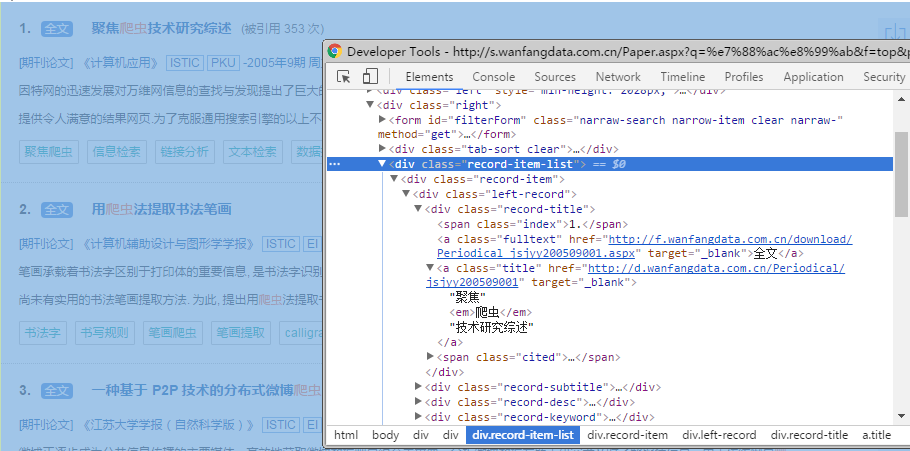 1. 全文 聚焦爬虫技术研究综述 (被引用 353 次)
[期刊论文] 《计算机应用》 ISTIC PKU -2005年9期 周
因特网的迅速发展对万维网信息的查找与发现提出了巨大的
提供令人满意的结果网页.为了克服通用搜索引擎的以上不
聚焦爬虫 信息检索 链接分析 文本检索 数据
2. 全文 用爬虫法提取书法笔画
[期刊论文] 《计算机辅助设计与图形学学报》 ISTIC EI
笔画承载着书法字区别于打印体的重要信息, 是书法字识别
尚未有实用的书法笔画提取方法. 为此, 提出用爬虫法提取书
书法字 书写规则 笔画爬虫 笔画提取 calligra
3. 全文 一种基于 P2P 技术的分布式微博爬虫
[期刊论文] 《江苏大学学报（自然科学版）》 ISTIC
Developer Tools - http://s.wanfangdata.com.cn/Paper.aspx?q=%e7%88%ac%e8%99%ab&f=top&p
Elements Console Sources Network Timeline Profiles Application Security
<div class="left" style="min-height: 2028px;">…</div>
<div class="right">
<form id="filterForm" class="narraw-search narrow-item clear narraw-"
method="get">…</form>
<div class="tab-sort clear">…</div>
… <div class="record-item-list"> == $0
<div class="record-item">
<div class="left-record">
<div class="record-title">
<span class="index">1.</span>
<a class="fulltext" href="http://f.wanfangdata.com.cn/download/
Periodical_jsjyy200509001.aspx" target="_blank">全文</a>
<a class="title" href="http://d.wanfangdata.com.cn/Periodical/
jsjyy200509001" target="_blank">
"聚焦"
<em>爬虫</em>
"技术研究综述"
</a>
<span class="cited">…</span>
</div>
<div class="record-subtitle">…</div>
<div class="record-desc">…</div>
<div class="record-keyword">…</div>
html body div div div.record-item-list div.record-item div.left-record div.record-title a.title